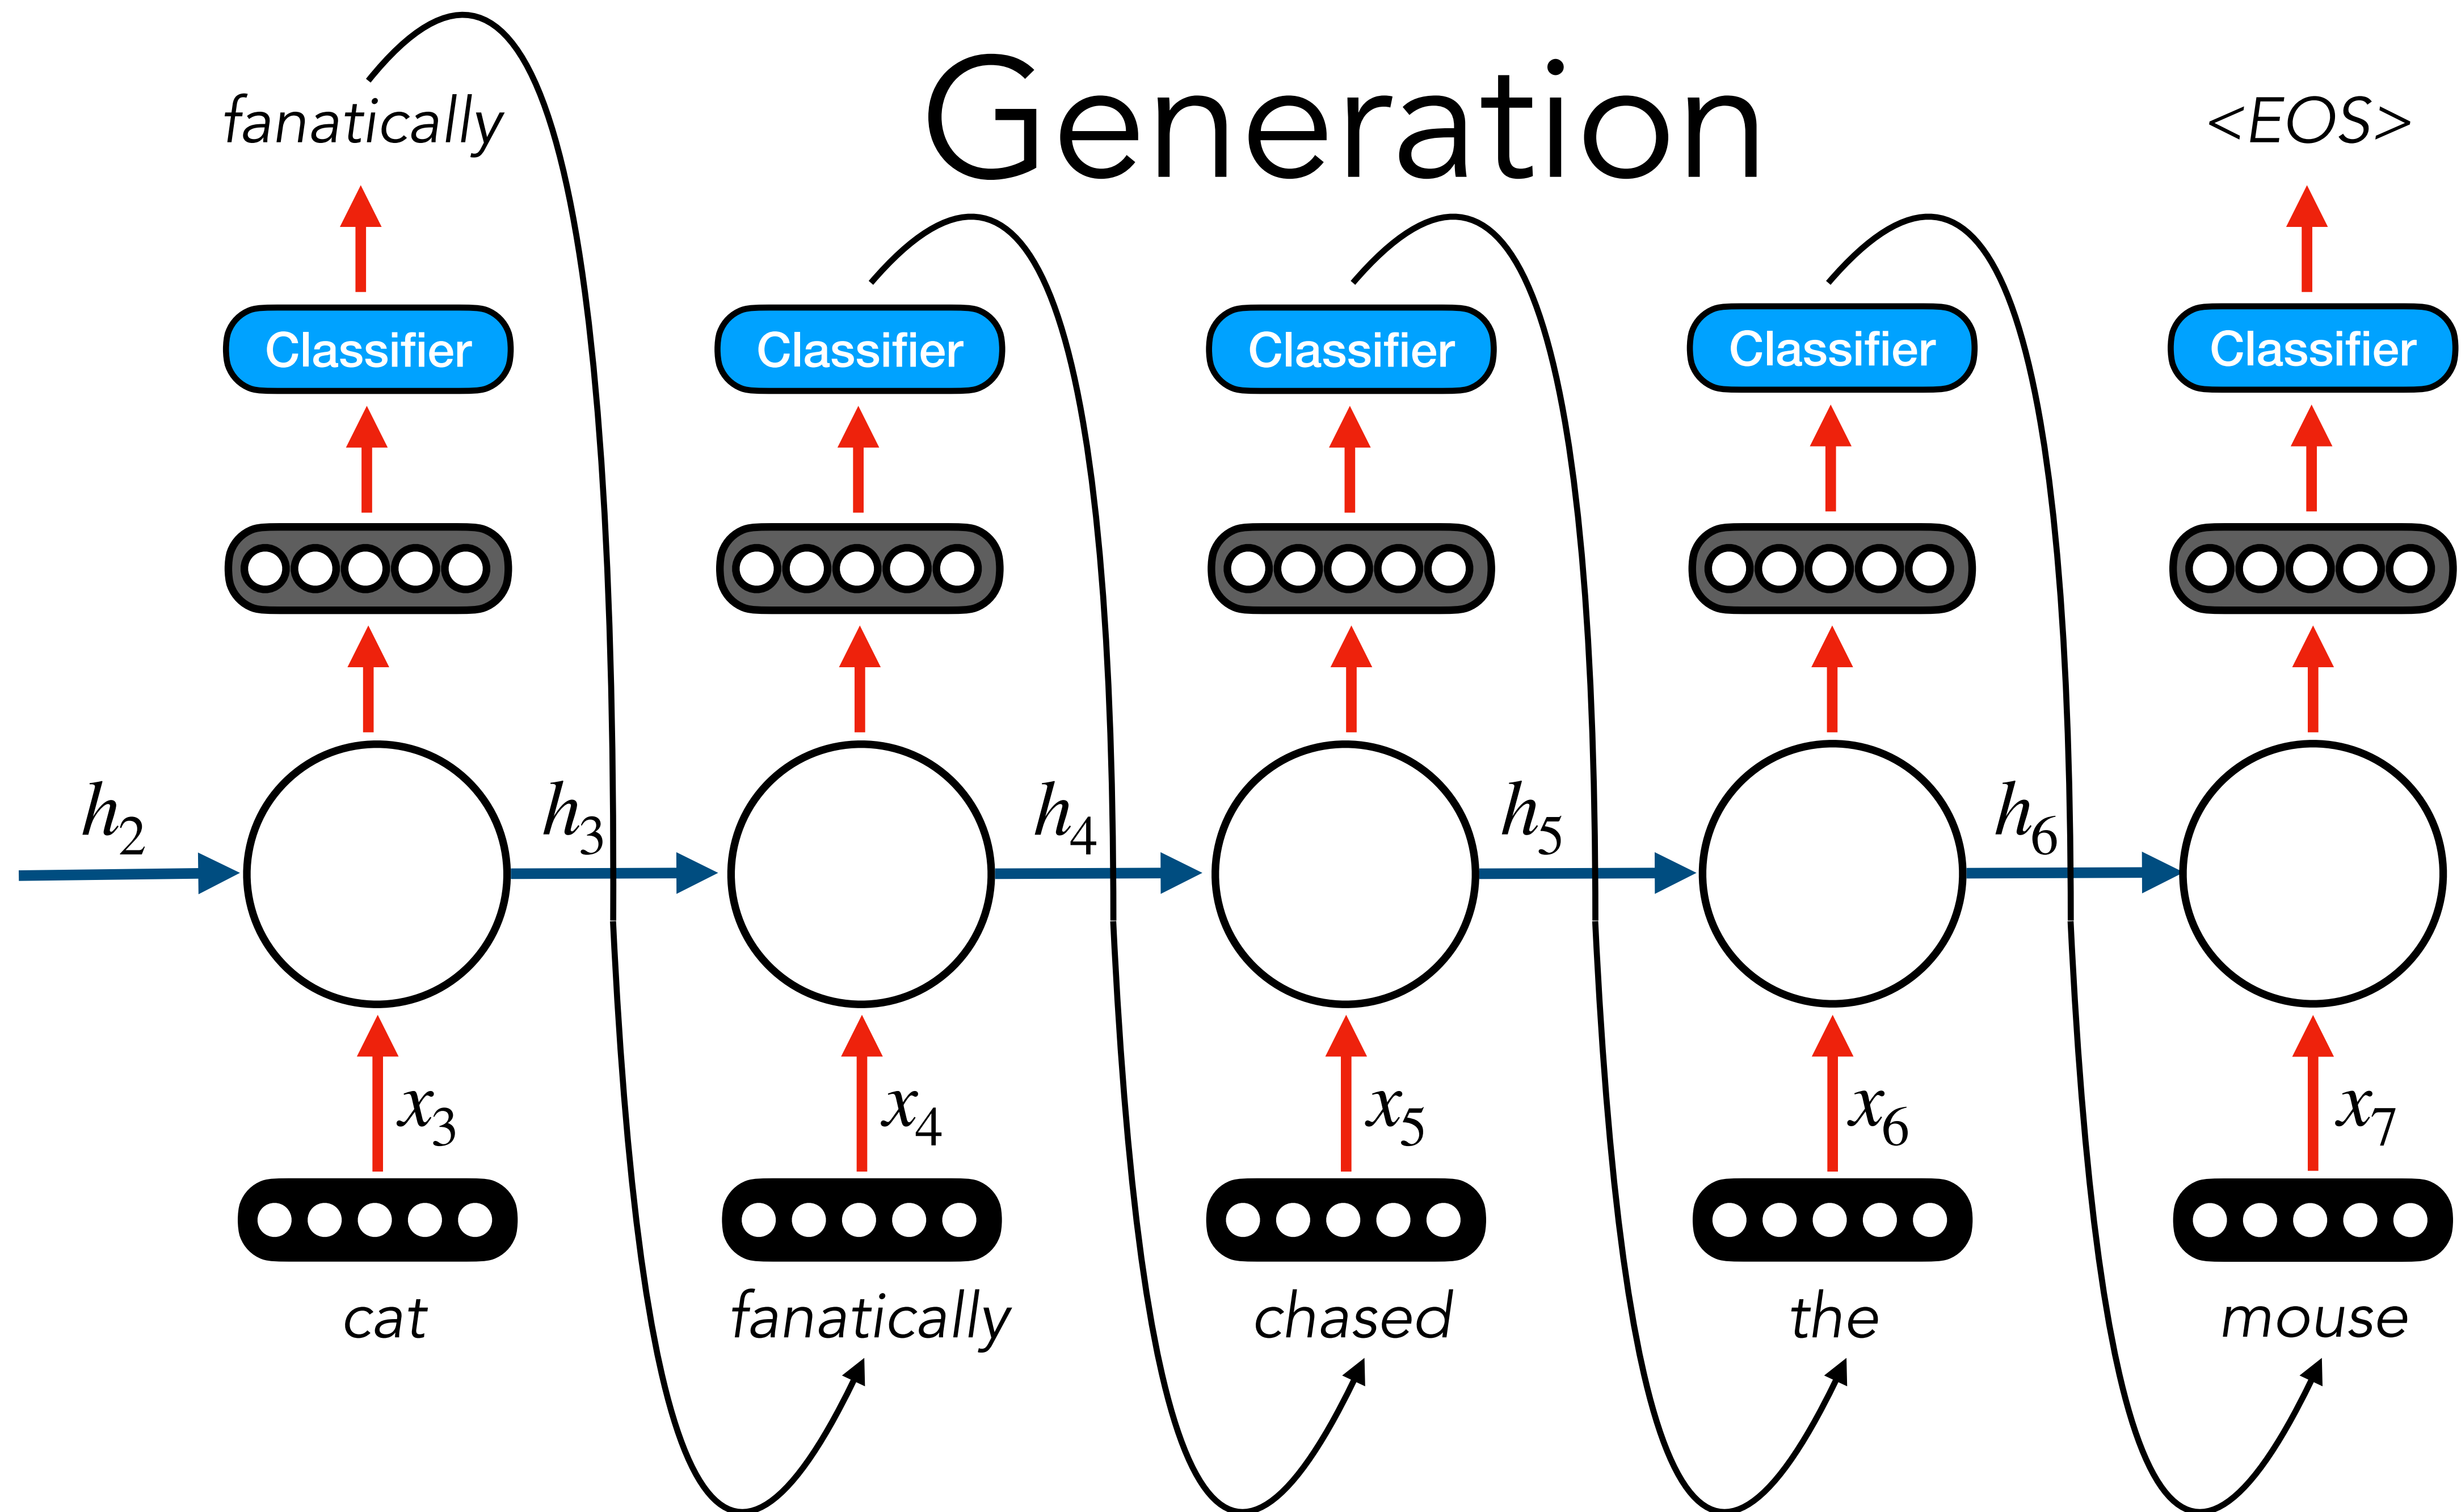 Generation
fanatically
<EOS>
Classifier Classifier Classifier Classifier Classifier
h₂ h₃ h₄ h₅ h₆
x₃ x₄ x₅ x₆ x₇
cat fanatically chased the mouse